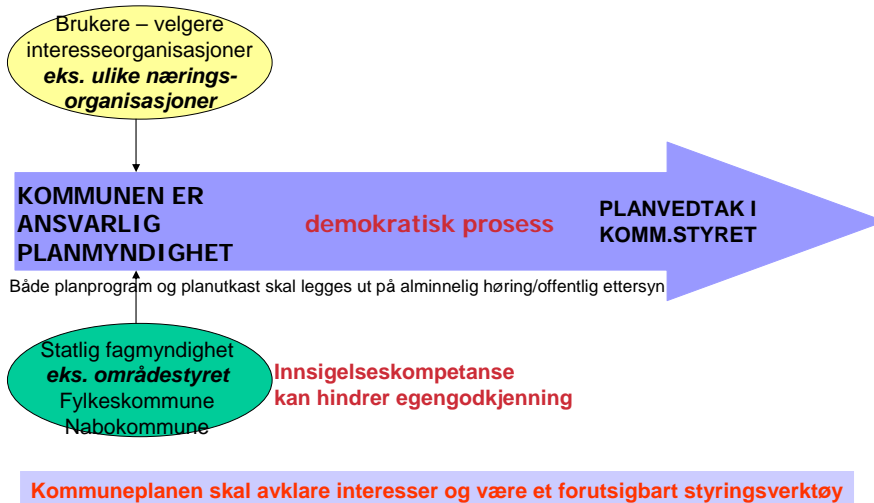 Brukere – velgere
interesseorganisasjoner
eks. ulike nærings-
organisasjoner
KOMMUNEN ER
ANSVARLIG
PLANMYNDIGHET
demokratisk prosess
PLANVEDTAK I
KOMM.STYRET
Både planprogram og planutkast skal legges ut på alminnelig høring/offentlig ettersyn
Statlig fagmyndighet
eks. områdestyret
Fylkeskommune
Nabokommune
Innsigelseskompetanse
kan hindrer egengodkjenning
Kommuneplanen skal avklare interesser og være et forutsigbart styringsverktøy